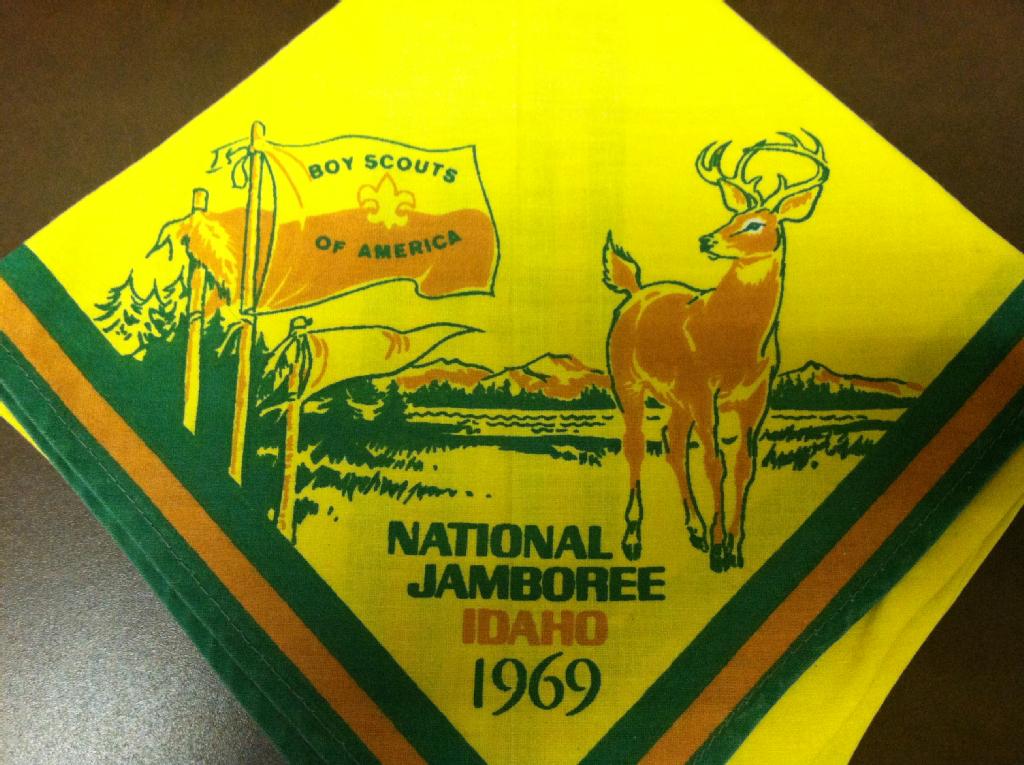 BOY SCOUTS
OF AMERICA
NATIONAL
JAMBOREE
IDAHO
1969